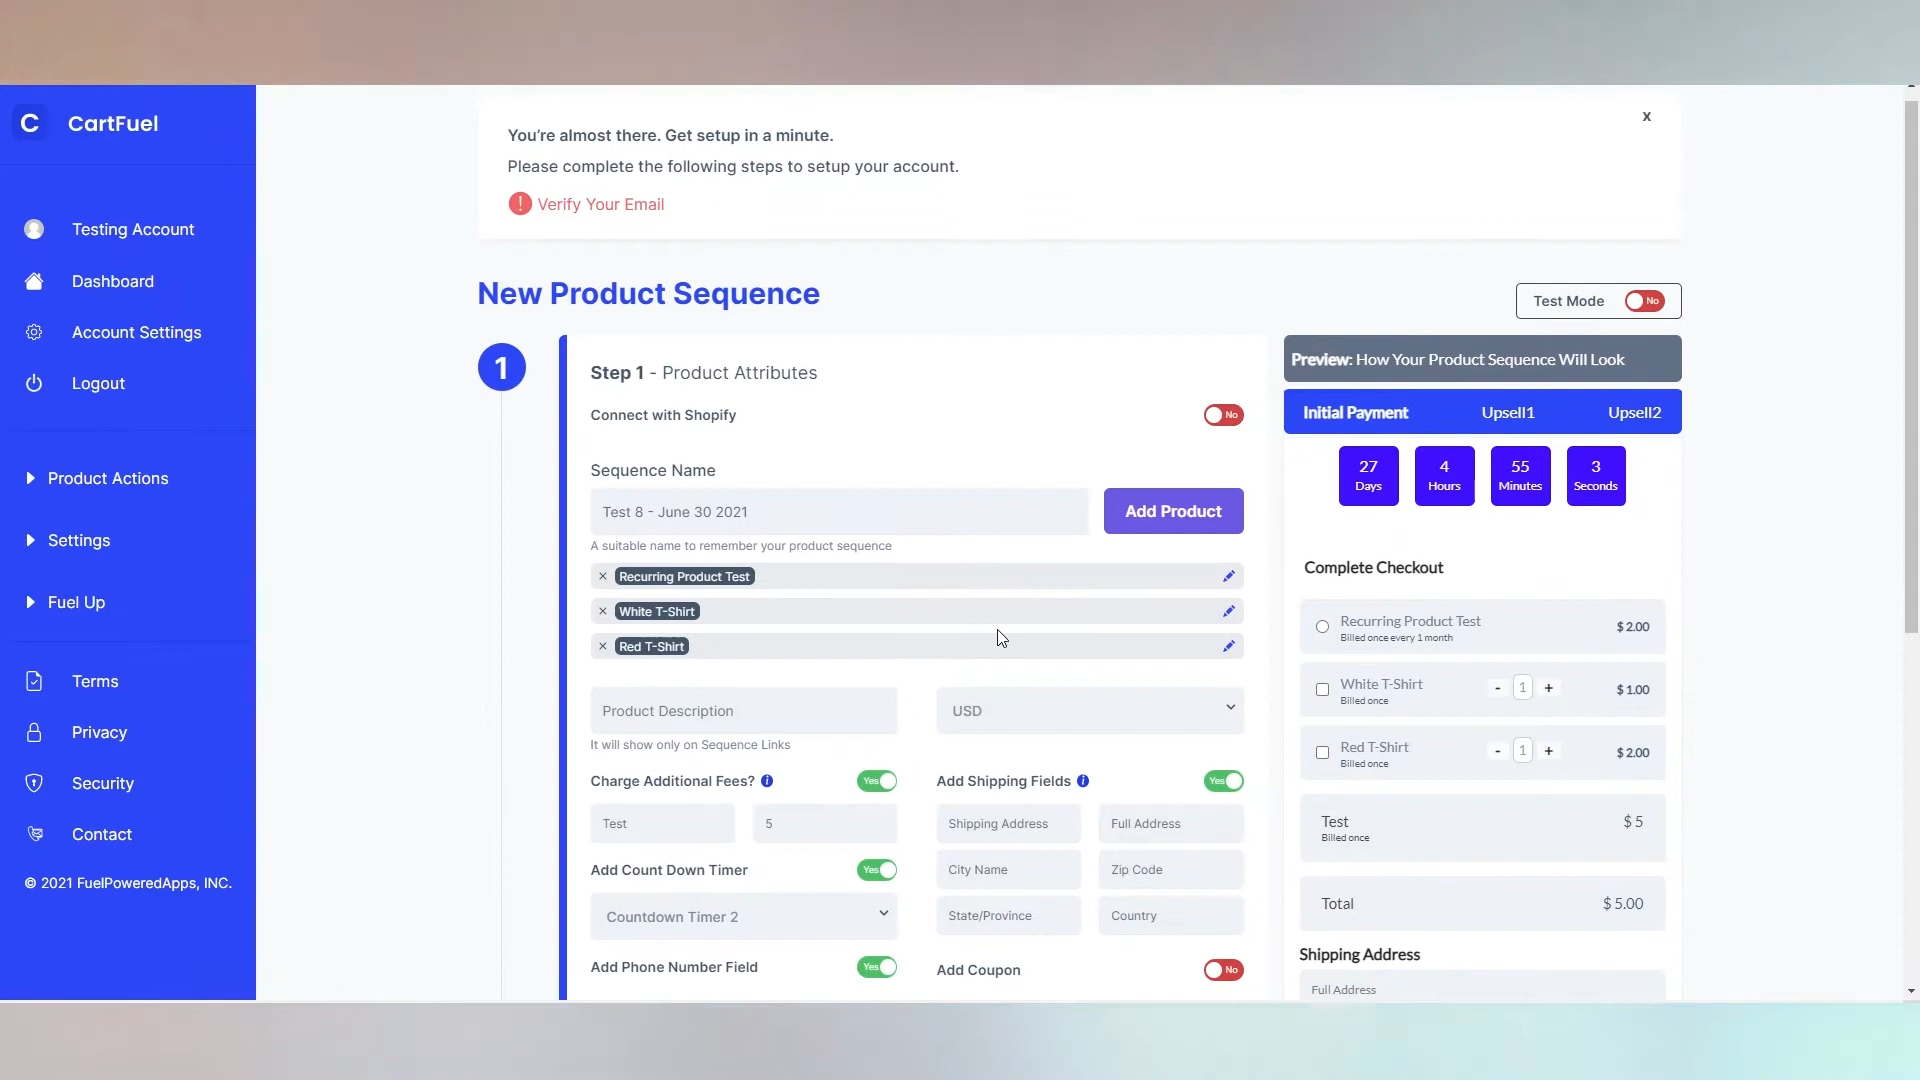 C CartFuel
Testing Account
Dashboard
Account Settings
Logout
Product Actions
Settings
Fuel Up
Terms
Privacy
Security
Contact
© 2021 FuelPoweredApps, INC.
x
You're almost there. Get setup in a minute.
Please complete the following steps to setup your account.
! Verify Your Email
New Product Sequence
Test Mode No
1
Step 1 - Product Attributes
Connect with Shopify No
Sequence Name
Test 8 - June 30 2021 Add Product
A suitable name to remember your product sequence
× Recurring Product Test
× White T-Shirt
× Red T-Shirt
Product Description USD
It will show only on Sequence Links
Charge Additional Fees? i Yes
Test 5
Add Count Down Timer Yes
Countdown Timer 2
Add Phone Number Field Yes
Add Shipping Fields i Yes
Shipping Address Full Address
City Name Zip Code
State/Province Country
Add Coupon No
Preview: How Your Product Sequence Will Look
Initial Payment Upsell1 Upsell2
27 4 55 3
Days Hours Minutes Seconds
Complete Checkout
Recurring Product Test $ 2.00
Billed once every 1 month
White T-Shirt - 1 + $ 1.00
Billed once
Red T-Shirt - 1 + $ 2.00
Billed once
Test $ 5
Billed once
Total $ 5.00
Shipping Address
Full Address